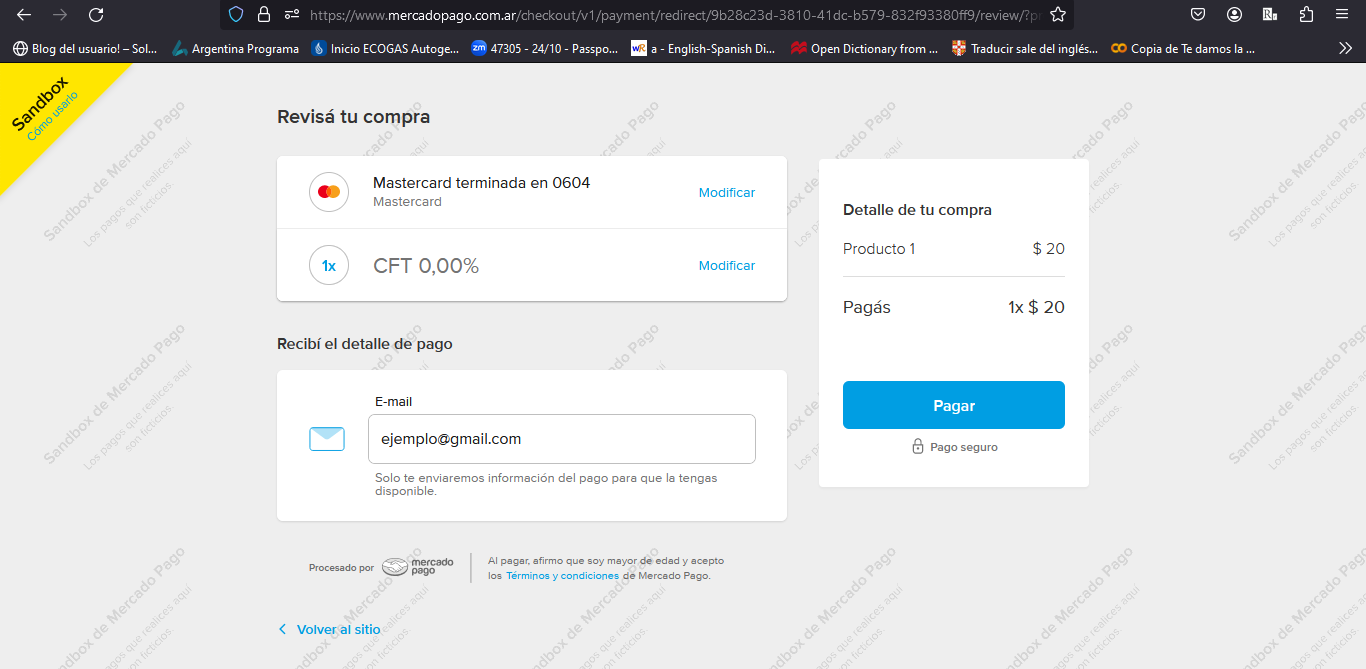 https://www.mercadopago.com.ar/checkout/v1/payment/redirect/9b28c23d-3810-41dc-b579-832f93380ff9/review/?pr
Blog del usuario! – Sol...
Argentina Programa
Inicio ECOGAS Autoge...
zm
47305 - 24/10 - Passpo...
WR
a - English-Spanish Di...
Open Dictionary from ...
Traducir sale del inglés...
Copia de Te damos la ...
Sandbox
Cómo usarlo
Revisá tu compra
Mastercard terminada en 0604
Mastercard
Modificar
1x
CFT 0,00%
Modificar
Recibí el detalle de pago
E-mail
ejemplo@gmail.com
Solo te enviaremos información del pago para que la tengas
disponible.
Detalle de tu compra
Producto 1
$ 20
Pagás
1x $ 20
Pagar
Pago seguro
Procesado por
mercado
pago
Al pagar, afirmo que soy mayor de edad y acepto
los Términos y condiciones de Mercado Pago.
Volver al sitio
Sandbox de Mercado Pago
Los pagos que realices aquí
son ficticios.